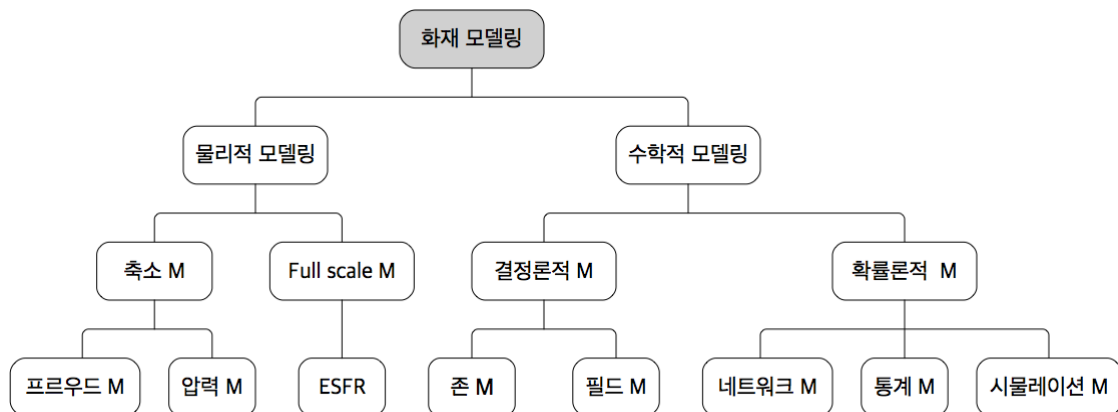 화재 모델링
물리적 모델링
수학적 모델링
축소 M
Full scale M
결정론적 M
확률론적 M
프르우드 M
압력 M
ESFR
존 M
필드 M
네트워크 M
통계 M
시물레이션 M